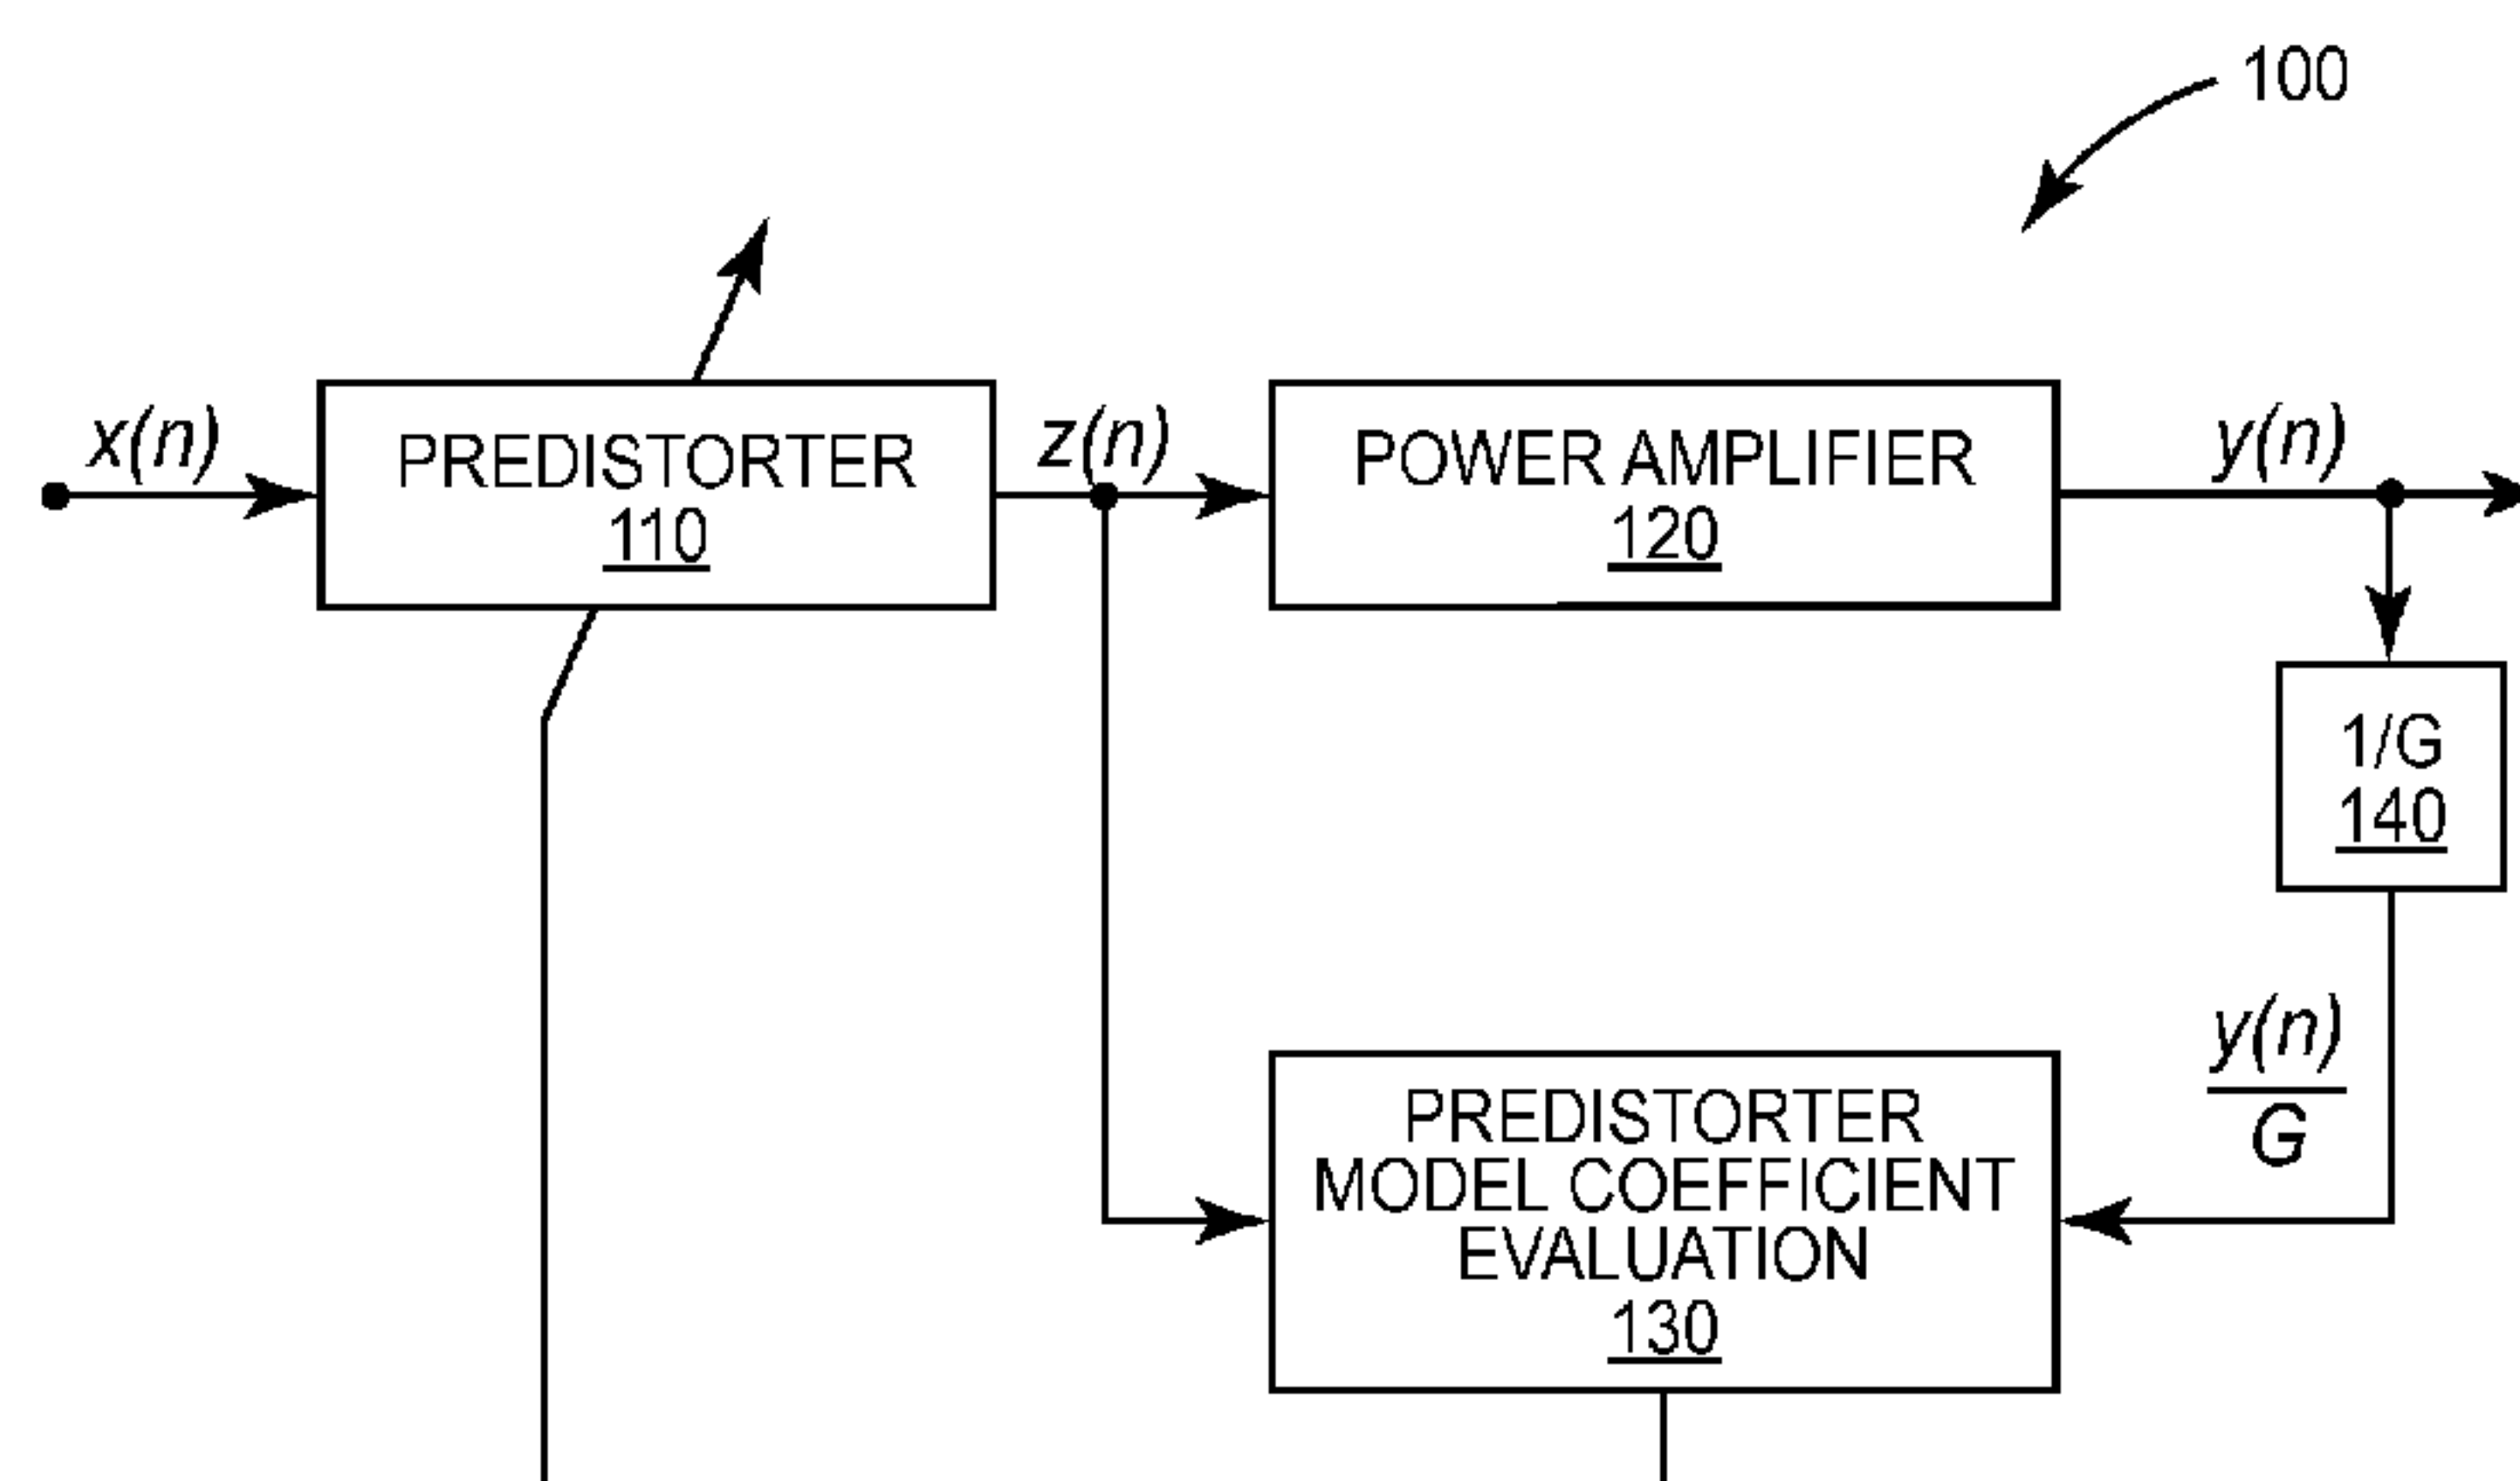 100
x(n)
PREDISTORTER
110
z(n)
POWER AMPLIFIER
120
y(n)
1/G
140
y(n)
G
PREDISTORTER
MODEL COEFFICIENT
EVALUATION
130